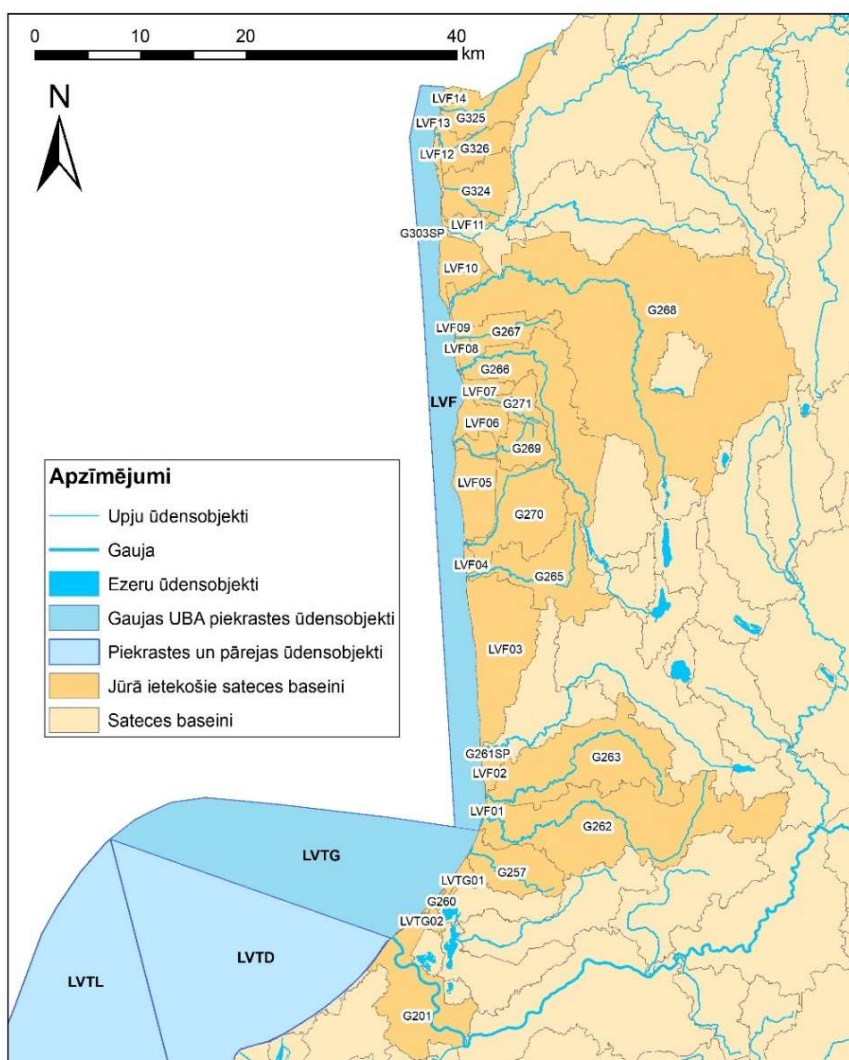 0 10 20 40
km
N
LVF14
G325
LVF13
G326
LVF12
G324
LVF11
G303SP
LVF10
G268
LVF09
G267
LVF08
G266
LVF07
G271
LVF
LVF06
G269
LVF05
G270
LVF04
G265
LVF03
G261SP
G263
LVF02
LVF01
G262
LVTG
G257
LVTG01
G260
LVTG02
LVTD
LVTL
G201
Apzīmējumi
Upju ūdensobjekti
Gauja
Ezeru ūdensobjekti
Gaujas UBA piekrastes ūdensobjekti
Piekrastes un pārejas ūdensobjekti
Jūrā ietekošie sateces baseini
Sateces baseini